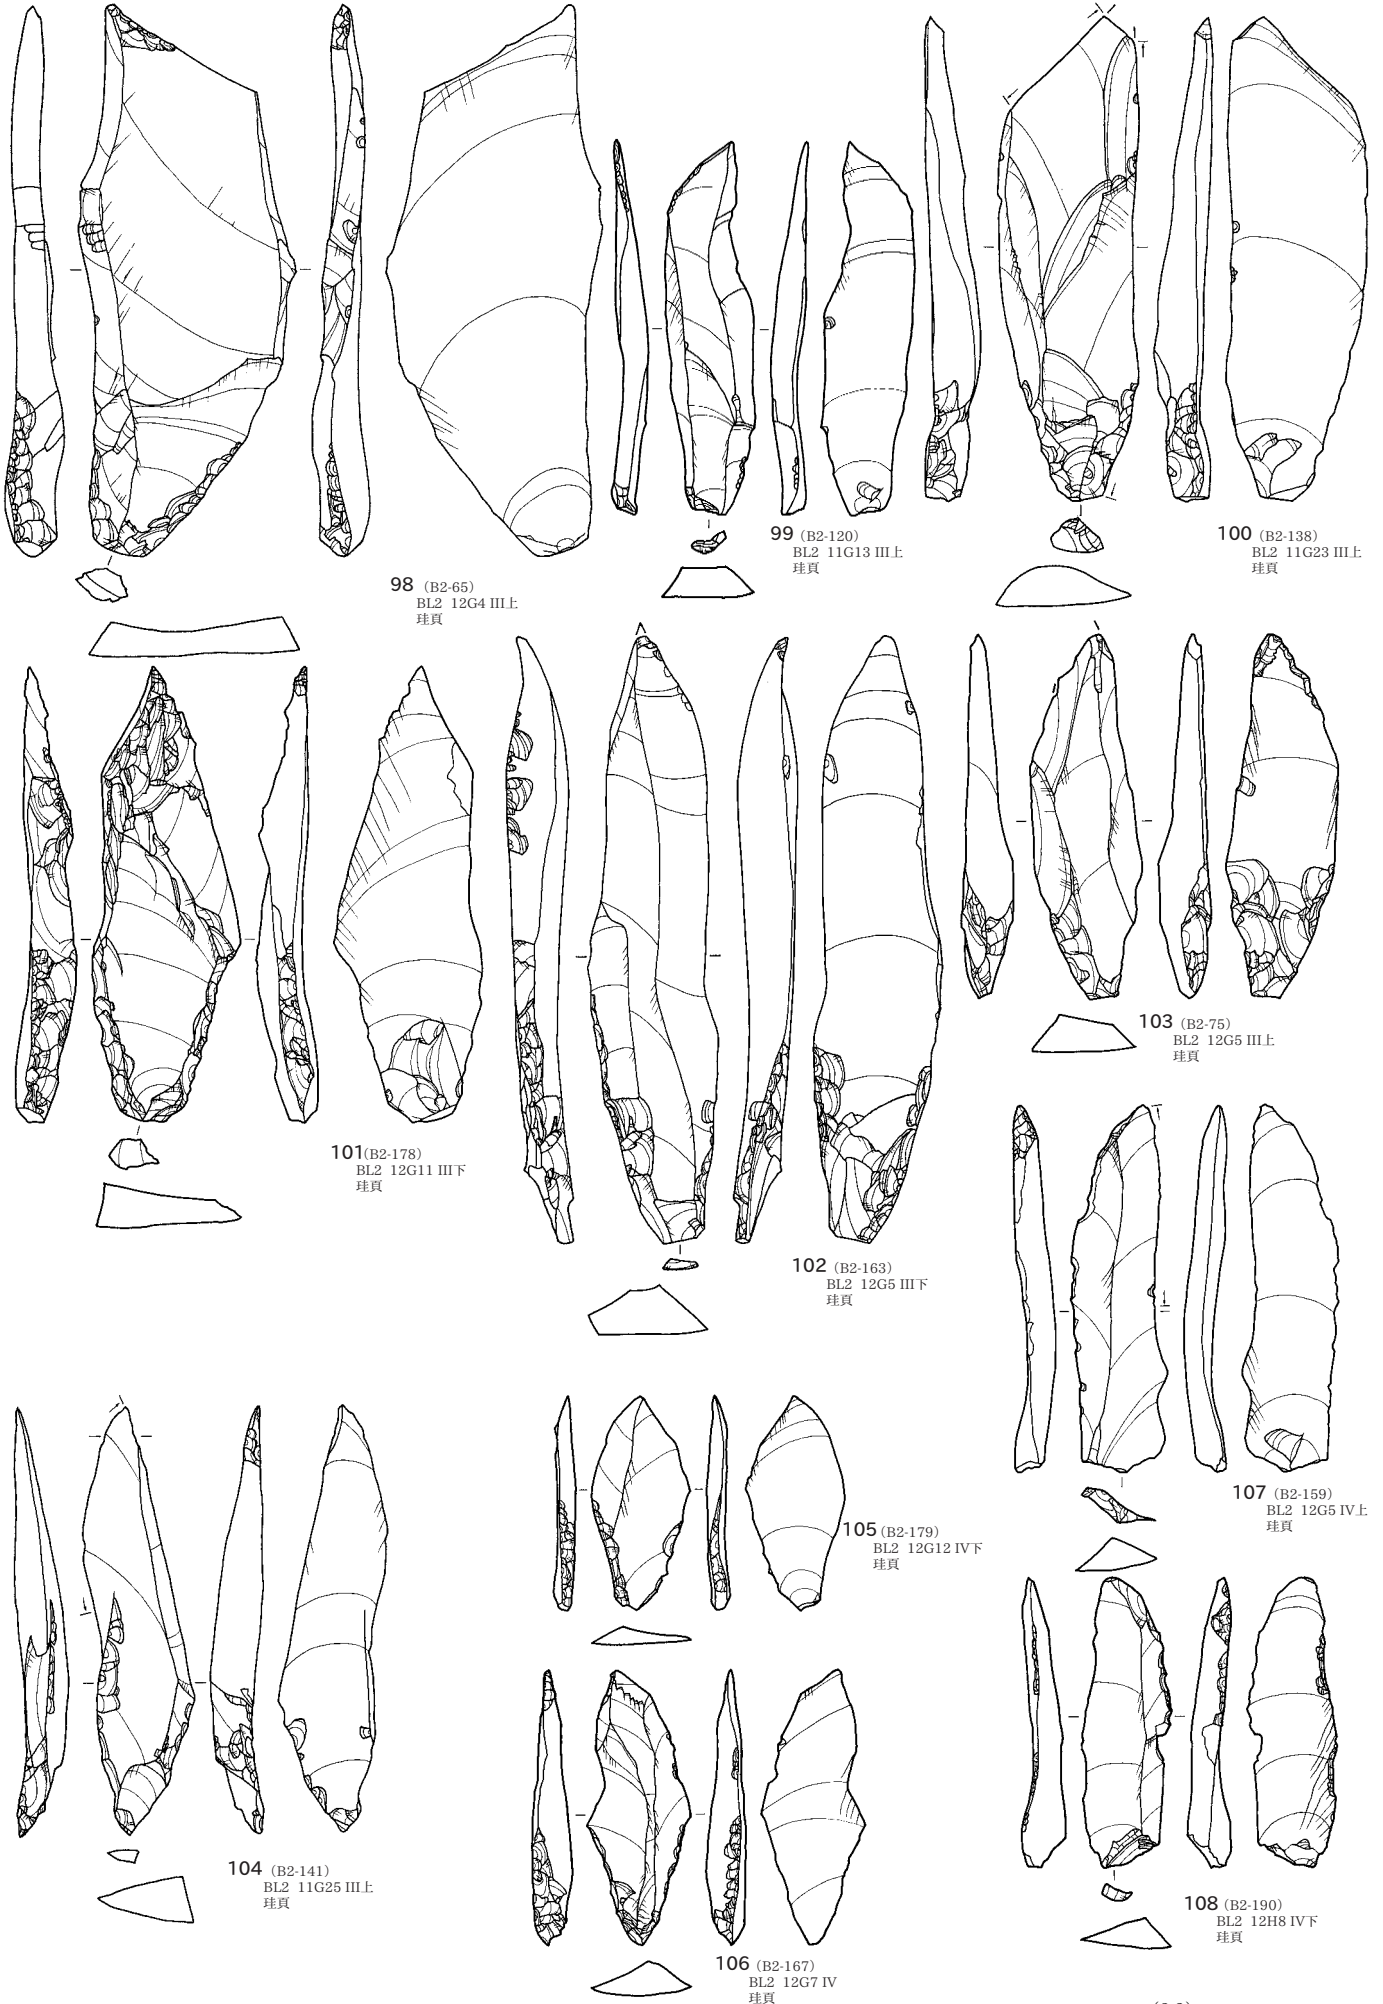 98 (B2-65)
BL2 12G4 III上
珪頁
99 (B2-120)
BL2 11G13 III上
珪頁
100 (B2-138)
BL2 11G23 III上
珪頁
101 (B2-178)
BL2 12G11 III下
珪頁
102 (B2-163)
BL2 12G5 III下
珪頁
103 (B2-75)
BL2 12G5 III上
珪頁
104 (B2-141)
BL2 11G25 III上
珪頁
105 (B2-179)
BL2 12G12 IV下
珪頁
106 (B2-167)
BL2 12G7 IV
珪頁
107 (B2-159)
BL2 12G5 IV上
珪頁
108 (B2-190)
BL2 12H8 IV下
珪頁